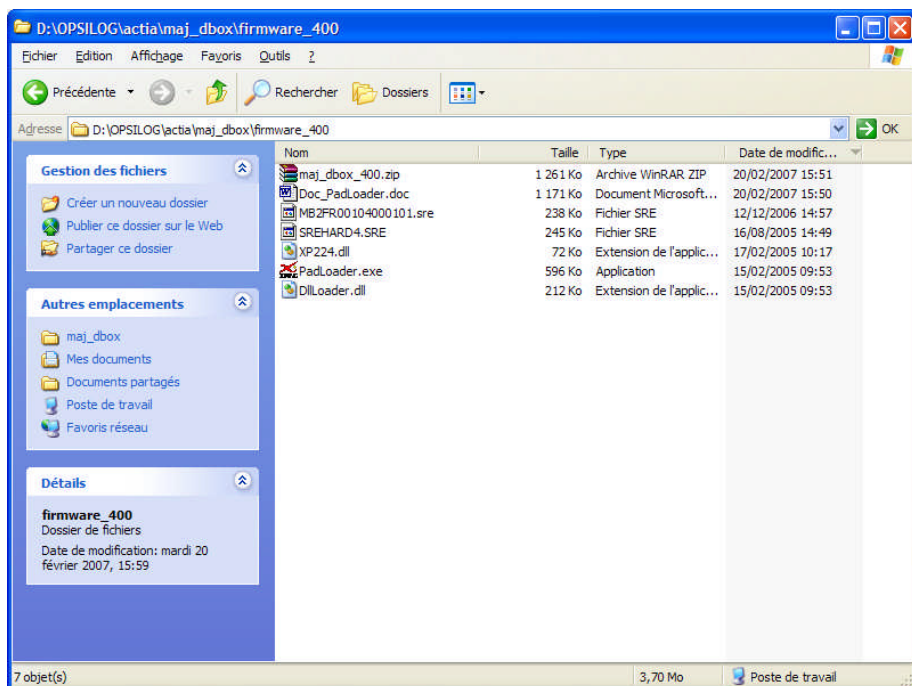 D:\OPSILOG\actia\maj_dbox\firmware_400
Fichier Edition Affichage Favoris Outils ?
Précédente Rechercher Dossiers
Adresse D:\OPSILOG\actia\maj_dbox\firmware_400 OK
Gestion des fichiers
Créer un nouveau dossier
Publier ce dossier sur le Web
Partager ce dossier
Autres emplacements
maj_dbox
Mes documents
Documents partagés
Poste de travail
Favoris réseau
Détails
firmware_400
Dossier de fichiers
Date de modification: mardi 20
février 2007, 15:59
Nom Taille Type Date de modific...
maj_dbox_400.zip 1 261 Ko Archive WinRAR ZIP 20/02/2007 15:51
Doc_PadLoader.doc 1 171 Ko Document Microsoft... 20/02/2007 15:50
MB2FR00104000101.sre 238 Ko Fichier SRE 12/12/2006 14:57
SREHARD4.SRE 245 Ko Fichier SRE 16/08/2005 14:49
XP224.dll 72 Ko Extension de l'applic... 17/02/2005 10:17
PadLoader.exe 596 Ko Application 15/02/2005 09:53
DllLoader.dll 212 Ko Extension de l'applic... 15/02/2005 09:53
7 objet(s) 3,70 Mo Poste de travail